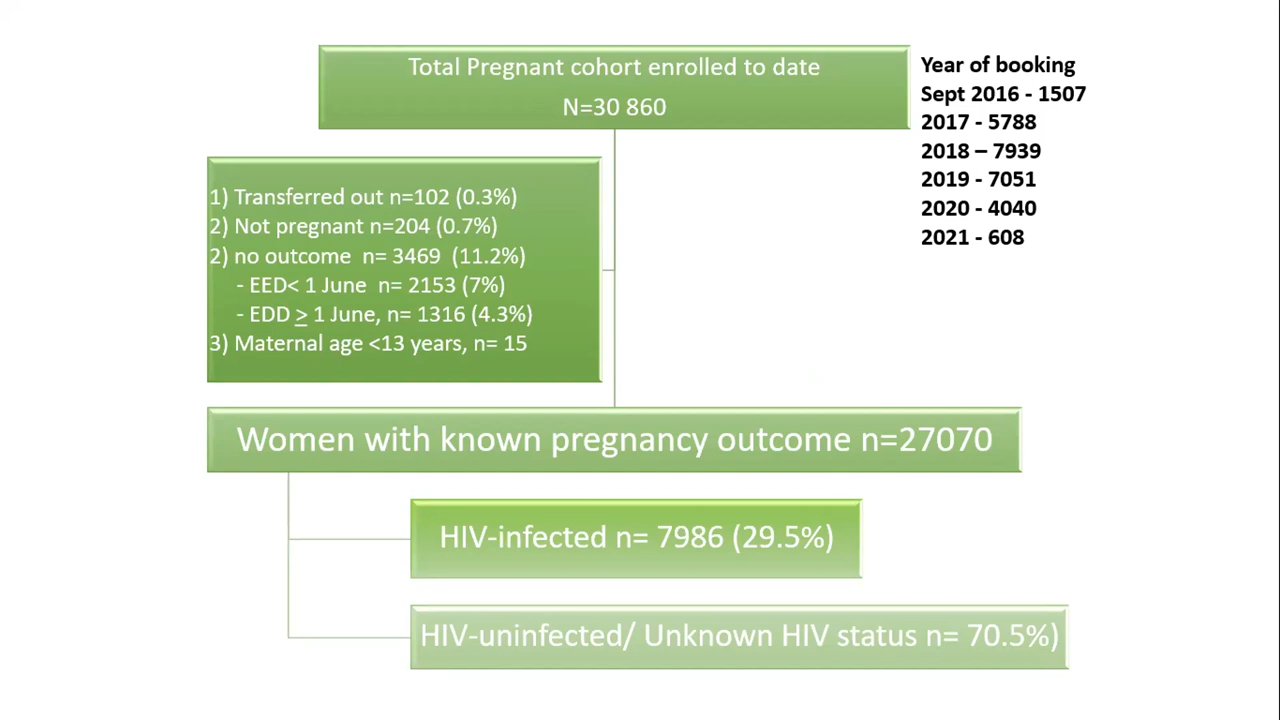 Total Pregnant cohort enrolled to date
N=30 860
Year of booking
Sept 2016 - 1507
2017 - 5788
2018 – 7939
2019 - 7051
2020 - 4040
2021 - 608
1) Transferred out n=102 (0.3%)
2) Not pregnant n=204 (0.7%)
2) no outcome n= 3469 (11.2%)
- EED< 1 June n= 2153 (7%)
- EDD > 1 June, n= 1316 (4.3%)
3) Maternal age <13 years, n= 15
Women with known pregnancy outcome n=27070
HIV-infected n= 7986 (29.5%)
HIV-uninfected/ Unknown HIV status n= 70.5%)